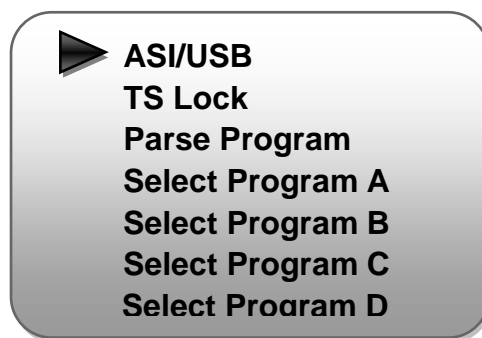 ASI/USB
TS Lock
Parse Program
Select Program A
Select Program B
Select Program C
Select Program D